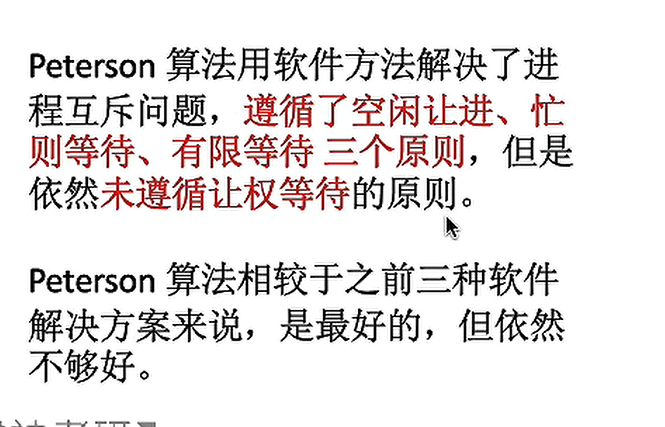 Peterson 算法用软件方法解决了进
程互斥问题，遵循了空闲让进、忙
则等待、有限等待 三个原则，但是
依然未遵循让权等待的原则。
Peterson 算法相较于之前三种软件
解决方案来说，是最好的，但依然
不够好。